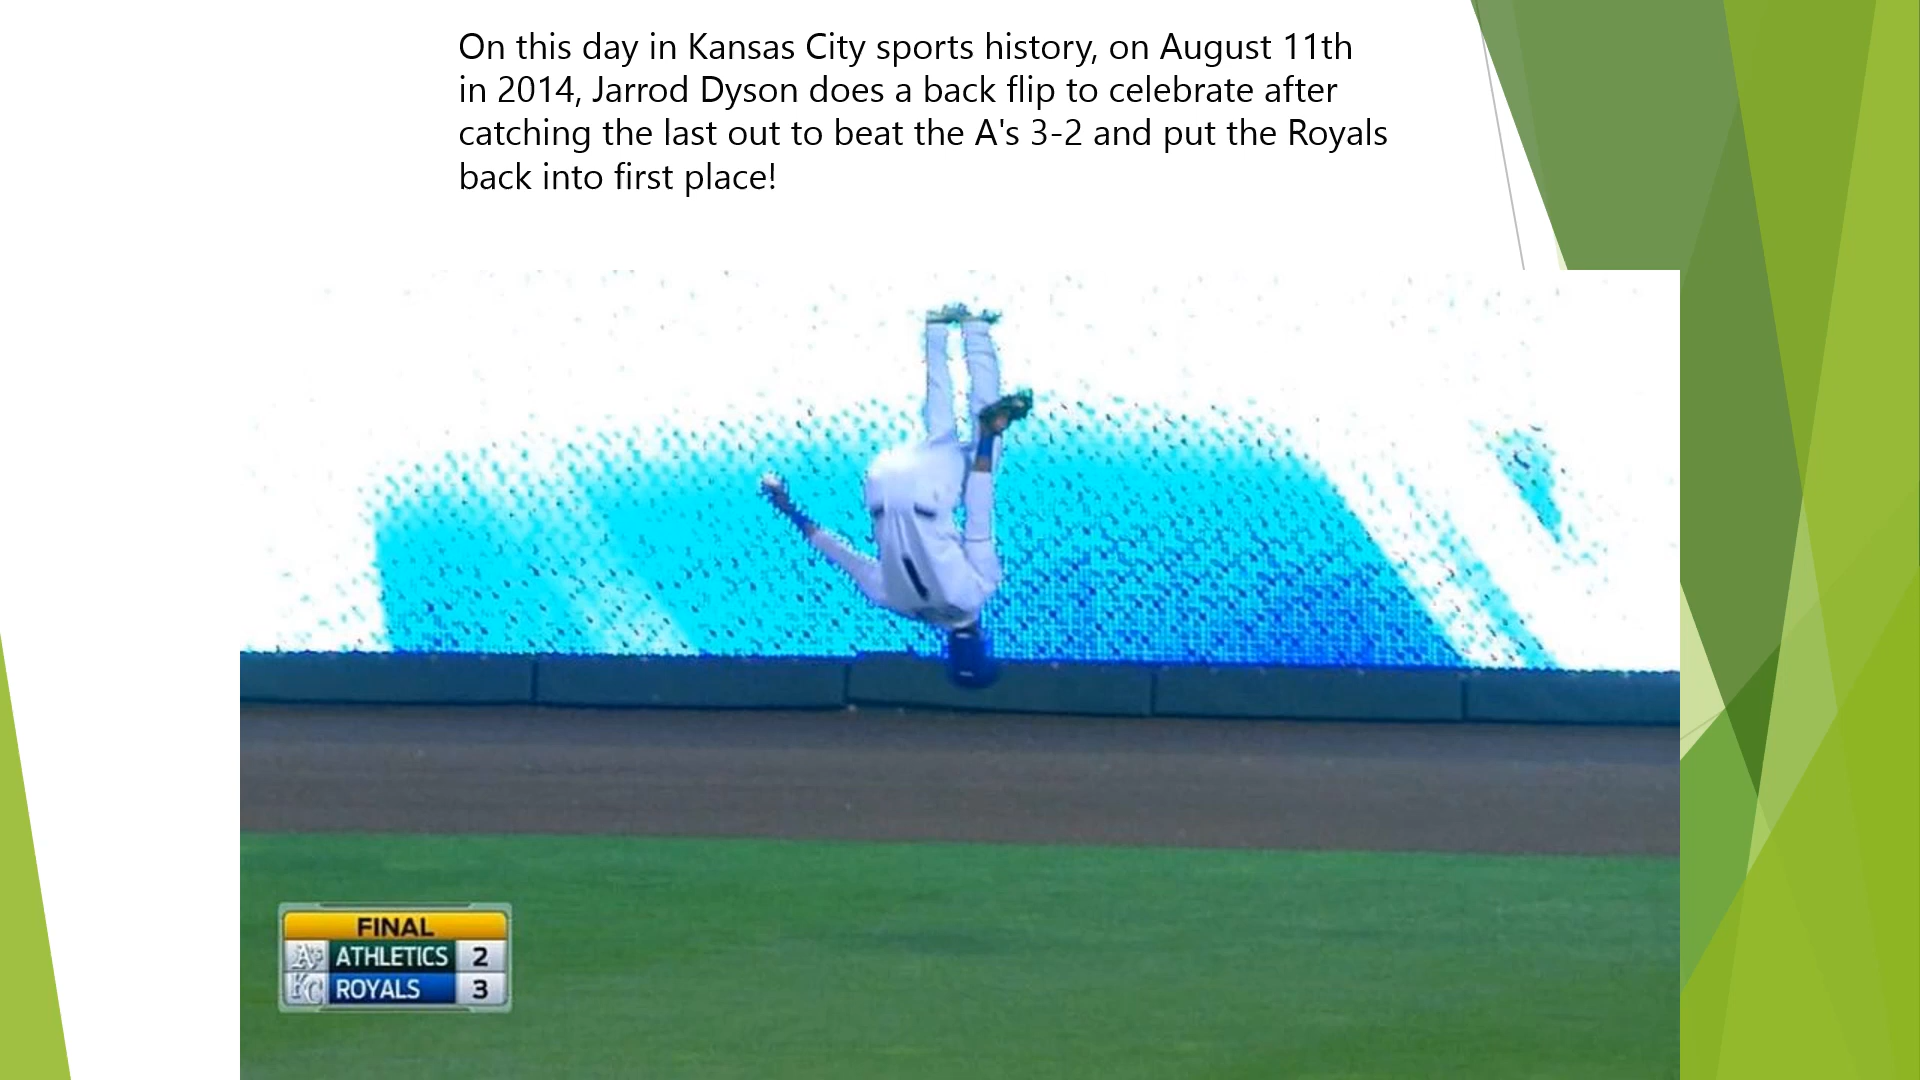 On this day in Kansas City sports history, on August 11th
in 2014, Jarrod Dyson does a back flip to celebrate after
catching the last out to beat the A's 3-2 and put the Royals
back into first place!
FINAL
A's ATHLETICS 2
KC ROYALS 3